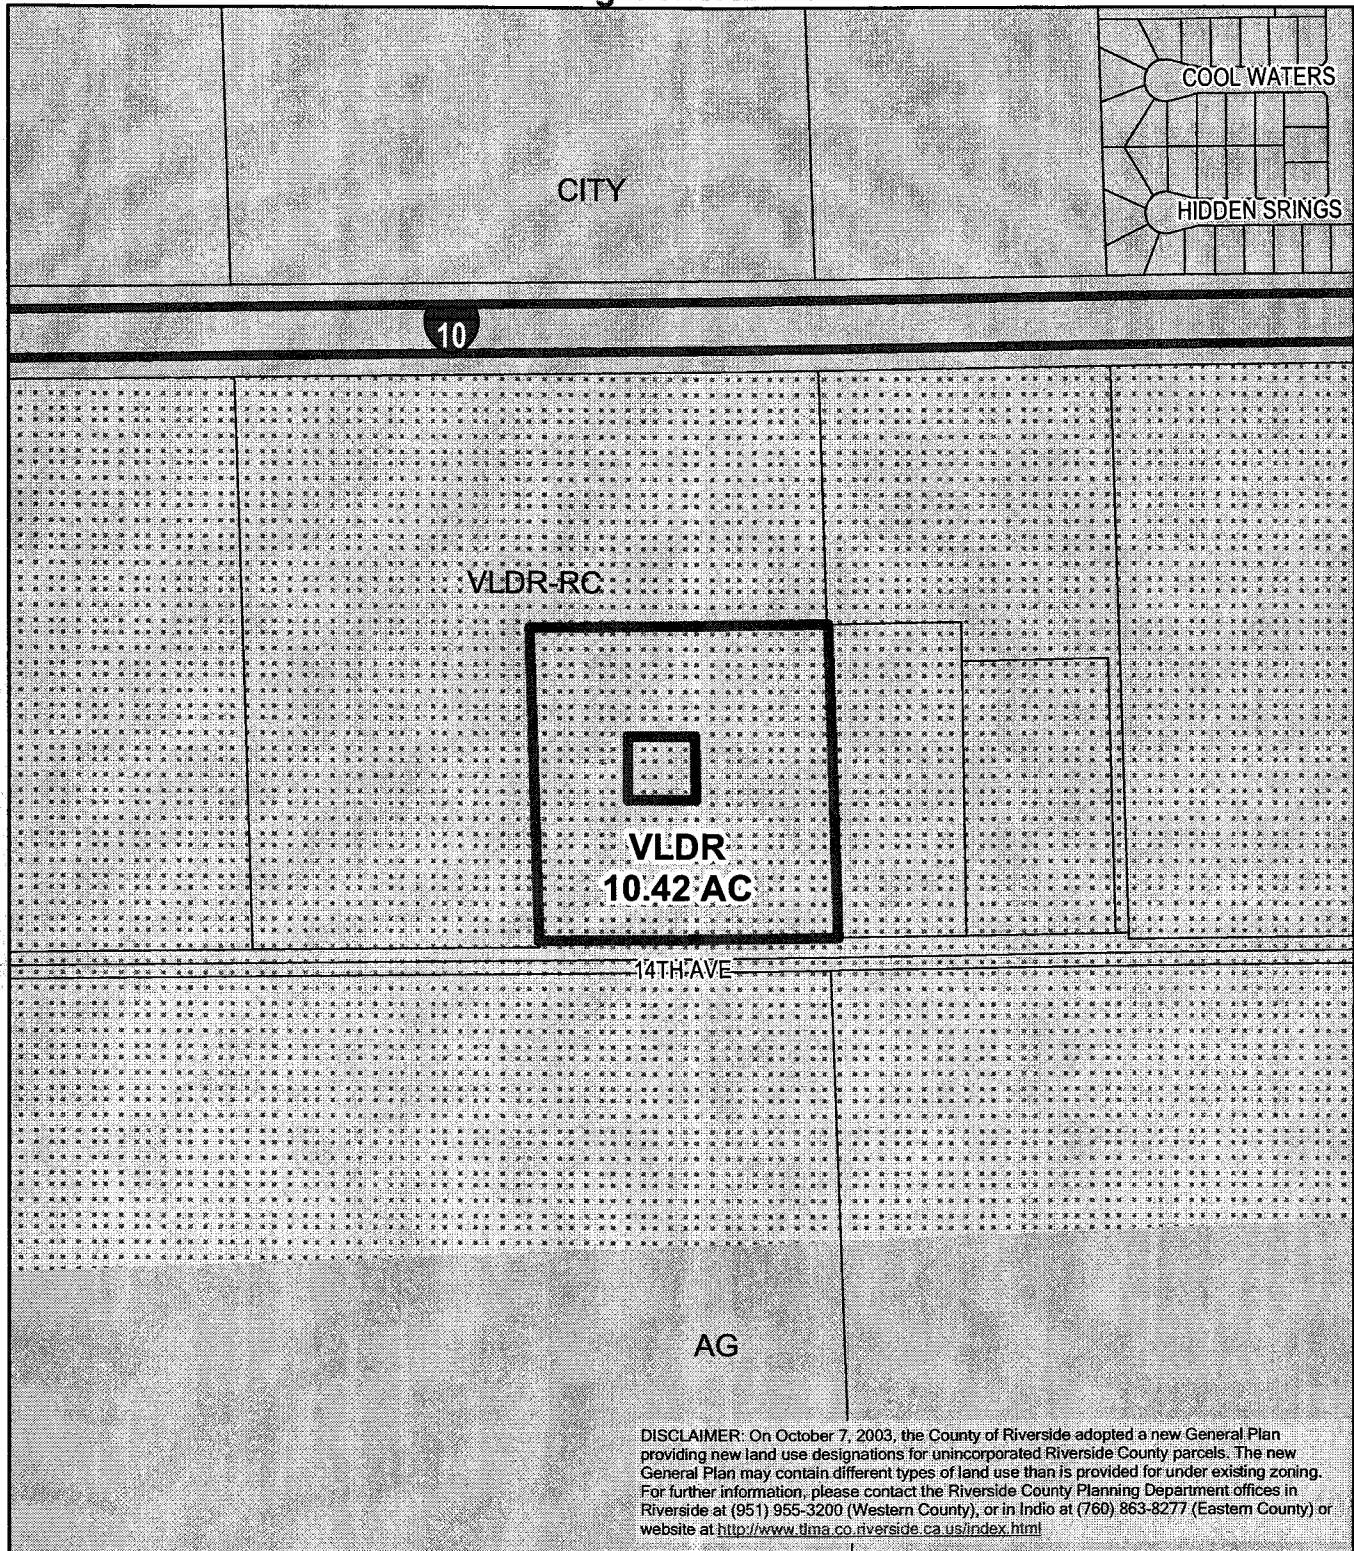 COOL WATERS
CITY
HIDDEN SRINGS
10
VLDR-RC
VLDR
10.42 AC
14TH AVE
AG
DISCLAIMER: On October 7, 2003, the County of Riverside adopted a new General Plan
providing new land use designations for unincorporated Riverside County parcels. The new
General Plan may contain different types of land use than is provided for under existing zoning.
For further information, please contact the Riverside County Planning Department offices in
Riverside at (951) 955-3200 (Western County), or in Indio at (760) 863-8277 (Eastern County) or
website at http://www.tlma.co.riverside.ca.us/index.html